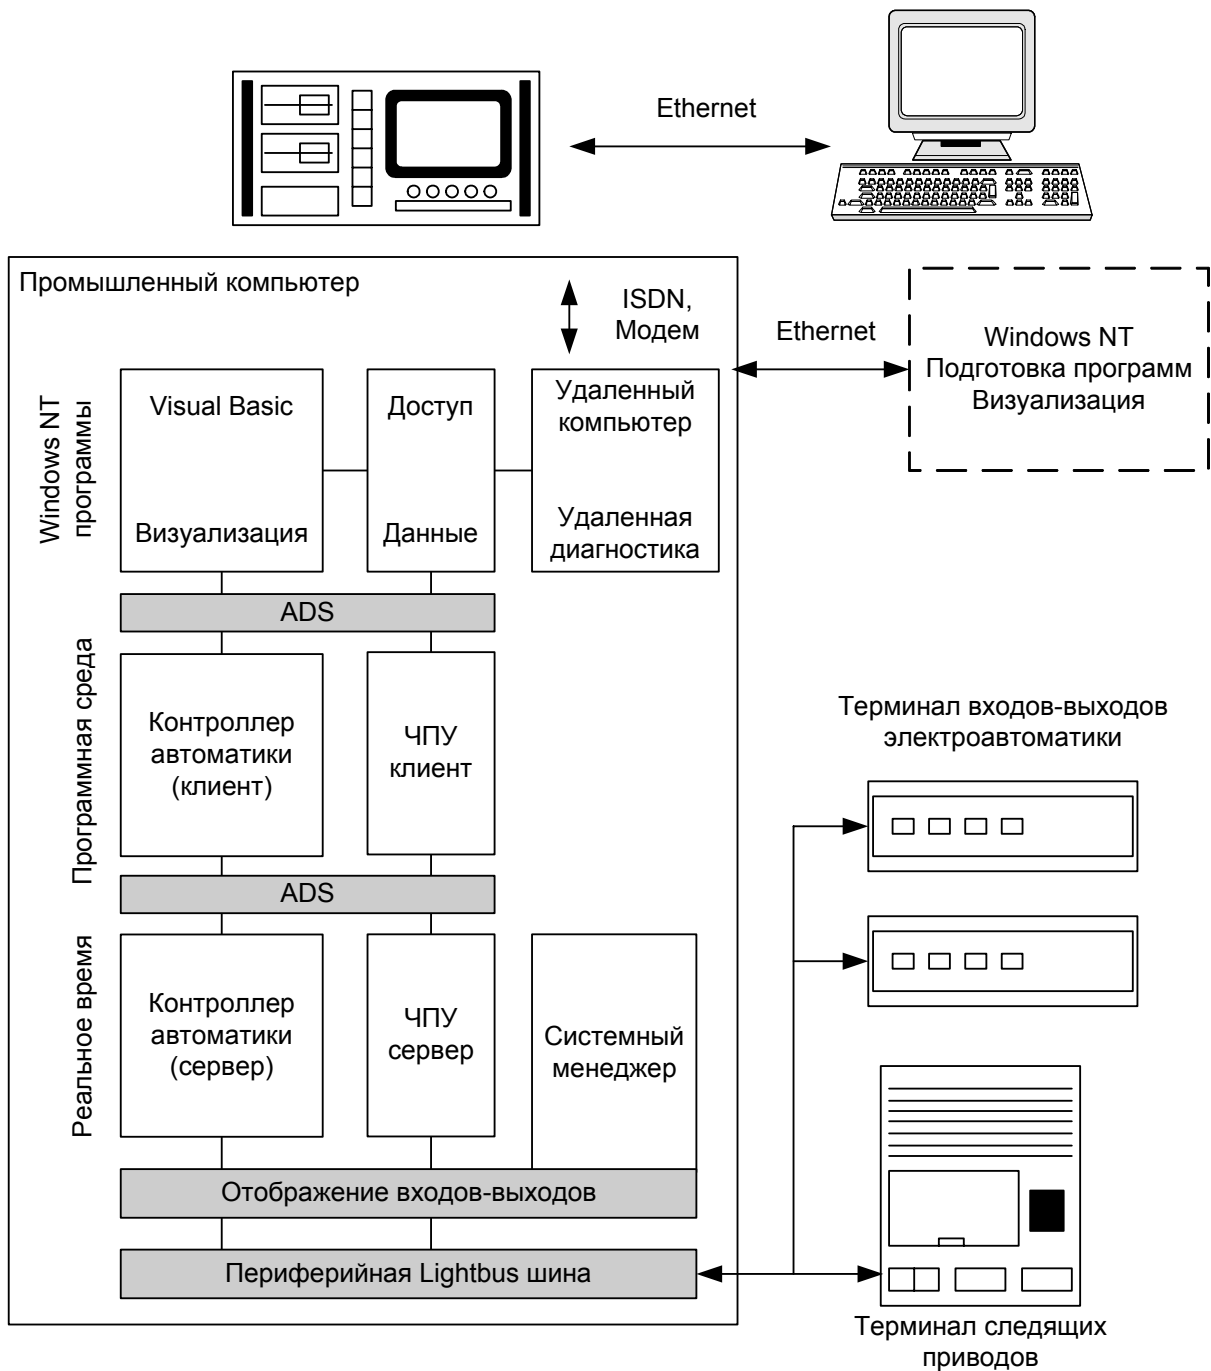 Ethernet
Промышленный компьютер
ISDN,
Модем
Ethernet
Windows NT
Подготовка программ
Визуализация
Windows NT
программы
Visual Basic
Визуализация
Доступ
Данные
Удаленный
компьютер
Удаленная
диагностика
ADS
Программная среда
Контроллер
автоматики
(клиент)
ЧПУ
клиент
ADS
Реальное время
Контроллер
автоматики
(сервер)
ЧПУ
сервер
Системный
менеджер
Отображение входов-выходов
Периферийная Lightbus шина
Терминал входов-выходов
электроавтоматики
Терминал следящих
приводов